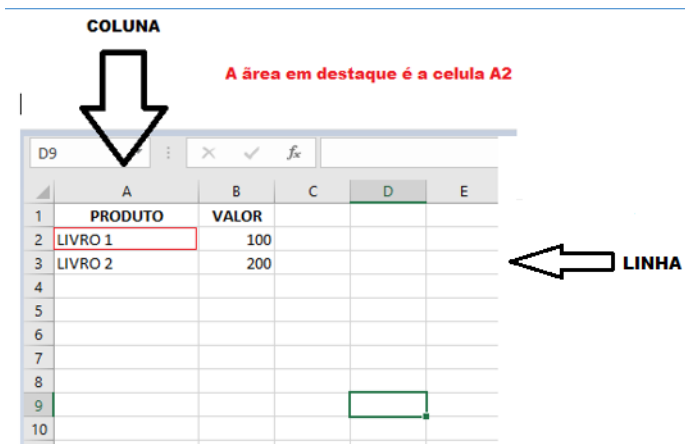 COLUNA
A ãrea em destaque é a celula A2
D9 fx
A B C D E
1 PRODUTO VALOR
2 LIVRO 1 100
3 LIVRO 2 200
LINHA
4
5
6
7
8
9
10